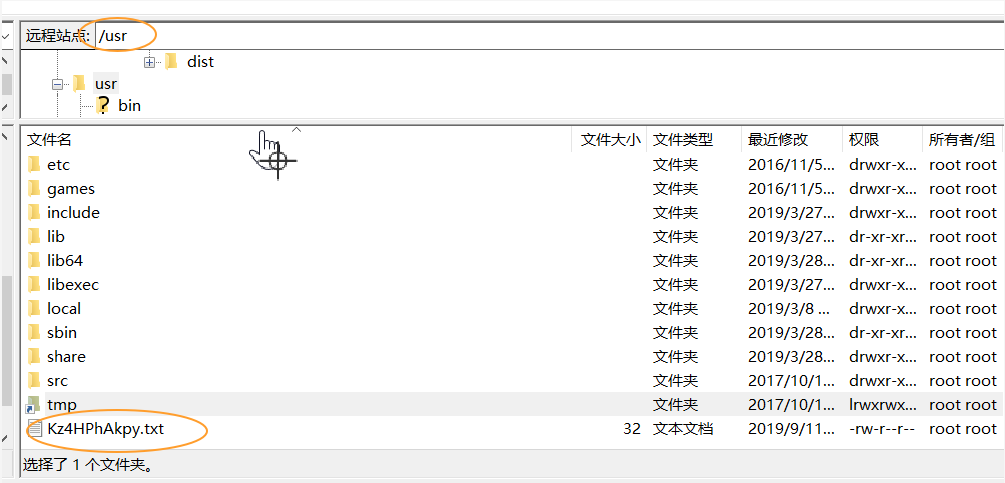 远程站点: /usr
dist
usr
? bin
文件名 文件大小 文件类型 最近修改 权限 所有者/组
etc 文件夹 2016/11/5... drwxr-x... root root
games 文件夹 2016/11/5... drwxr-x... root root
include 文件夹 2019/3/27... drwxr-x... root root
lib 文件夹 2019/3/27... dr-xr-xr... root root
lib64 文件夹 2019/3/28... dr-xr-xr... root root
libexec 文件夹 2019/3/27... drwxr-x... root root
local 文件夹 2019/3/8 ... drwxr-x... root root
sbin 文件夹 2019/3/28... dr-xr-xr... root root
share 文件夹 2019/3/28... drwxr-x... root root
src 文件夹 2017/10/1... drwxr-x... root root
tmp 文件夹 2017/10/1... lrwxrwx... root root
Kz4HPhAkpy.txt 32 文本文档 2019/9/11... -rw-r--r-- root root
选择了 1 个文件夹。